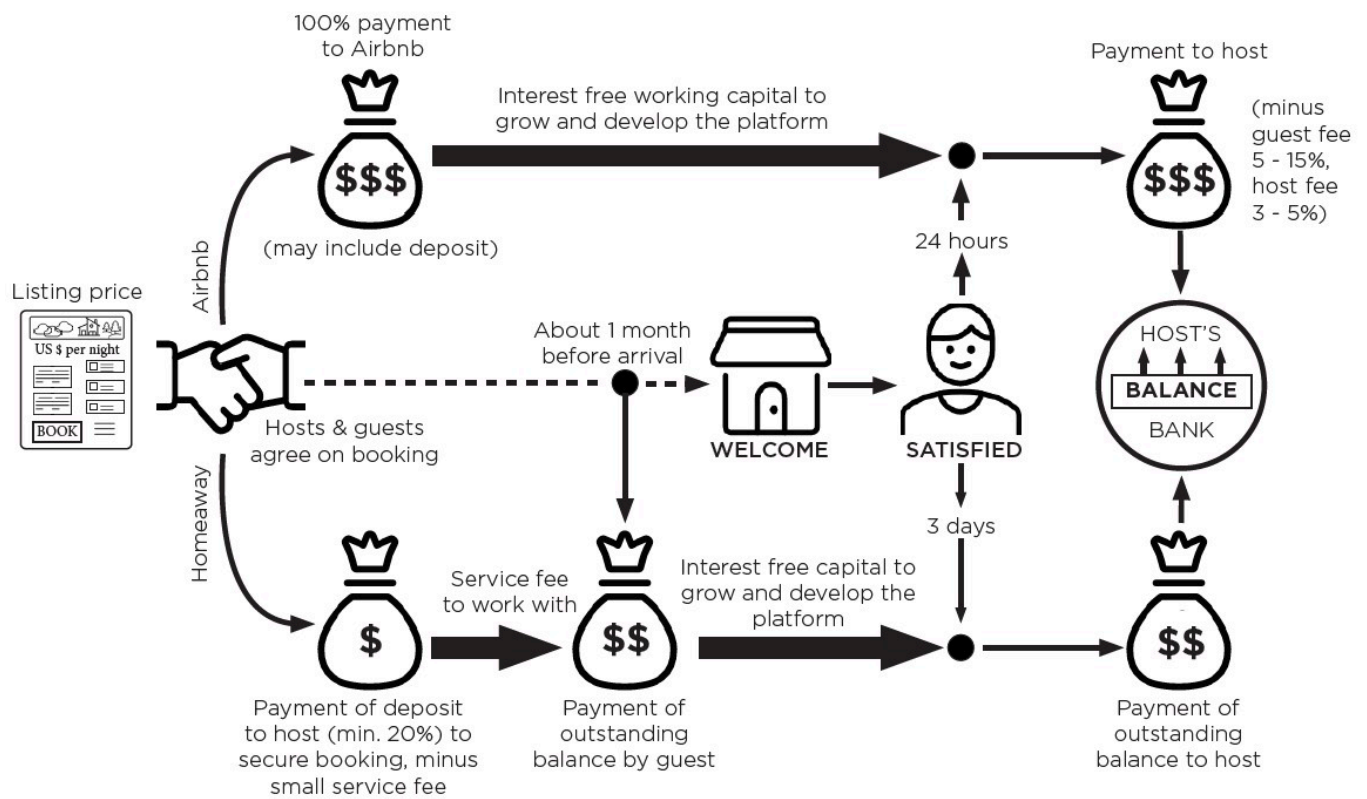 100% payment
to Airbnb
Payment to host
Interest free working capital to
grow and develop the platform
(minus
guest fee
5 - 15%,
host fee
3 - 5%)
$$$
$$$
(may include deposit)
24 hours
Airbnb
Listing price
US $ per night
BOOK
About 1 month
before arrival
HOST'S
BALANCE
BANK
Hosts & guests
agree on booking
WELCOME
SATISFIED
Homeaway
3 days
Service fee
to work with
Interest free capital to
grow and develop the
platform
$
$$
$$
Payment of deposit
to host (min. 20%) to
secure booking, minus
small service fee
Payment of
outstanding
balance by guest
Payment of
outstanding
balance to host